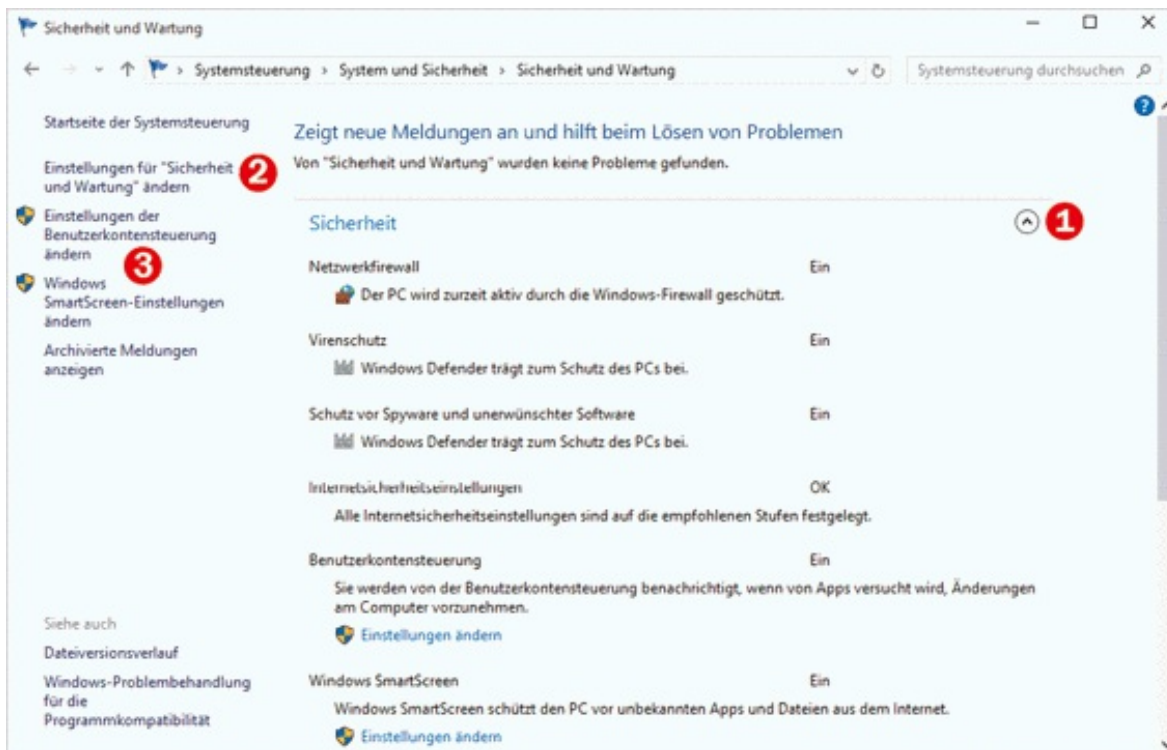 Sicherheit und Wartung
Systemsteuerung › System und Sicherheit › Sicherheit und Wartung
Systemsteuerung durchsuchen
?
Startseite der Systemsteuerung
Einstellungen für "Sicherheit
und Wartung" ändern
2
Einstellungen der
Benutzerkontensteuerung
ändern
3
Windows
SmartScreen-Einstellungen
ändern
Archivierte Meldungen
anzeigen
Siehe auch
Dateiversionsverlauf
Windows-Problembehandlung
für die
Programmkompatibilität
Zeigt neue Meldungen an und hilft beim Lösen von Problemen
Von "Sicherheit und Wartung" wurden keine Probleme gefunden.
Sicherheit
1
Netzwerkfirewall Ein
Der PC wird zurzeit aktiv durch die Windows-Firewall geschützt.
Virenschutz Ein
Windows Defender trägt zum Schutz des PCs bei.
Schutz vor Spyware und unerwünschter Software Ein
Windows Defender trägt zum Schutz des PCs bei.
Internetsicherheitseinstellungen OK
Alle Internetsicherheitseinstellungen sind auf die empfohlenen Stufen festgelegt.
Benutzerkontensteuerung Ein
Sie werden von der Benutzerkontensteuerung benachrichtigt, wenn von Apps versucht wird, Änderungen
am Computer vorzunehmen.
Einstellungen ändern
Windows SmartScreen Ein
Windows SmartScreen schützt den PC vor unbekannten Apps und Dateien aus dem Internet.
Einstellungen ändern